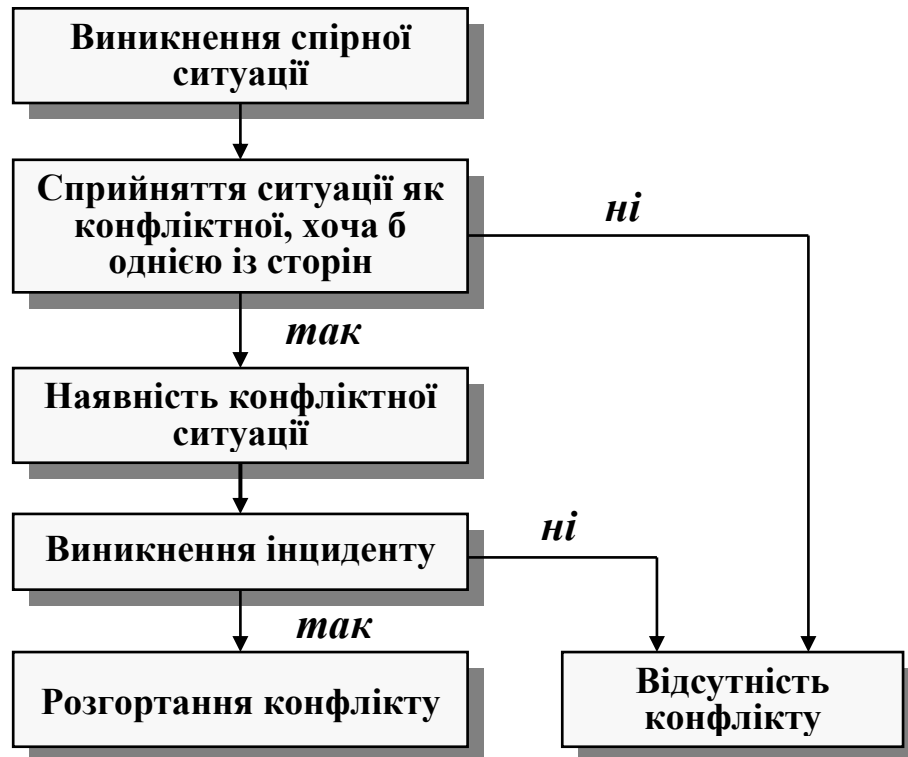 Виникнення спірної
ситуації
Сприйняття ситуації як
конфліктної, хоча б
однією із сторін
ні
так
Наявність конфліктної
ситуації
Виникнення інциденту
ні
так
Розгортання конфлікту
Відсутність
конфлікту